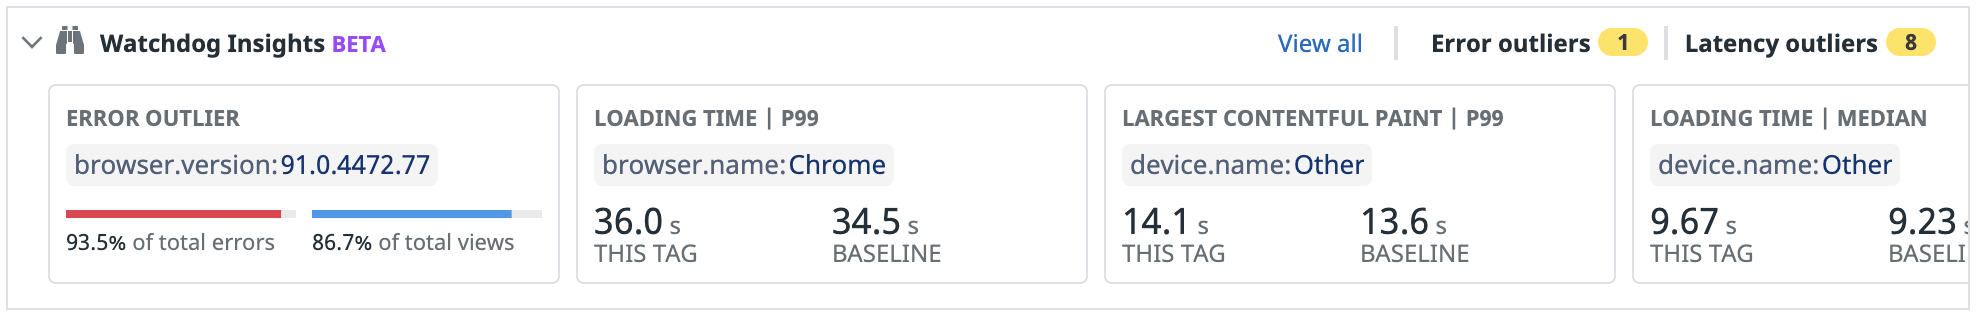 Watchdog Insights BETA
View all
Error outliers 1
Latency outliers 8
ERROR OUTLIER
browser.version:91.0.4472.77
93.5% of total errors
86.7% of total views
LOADING TIME | P99
browser.name:Chrome
36.0 s
THIS TAG
34.5 s
BASELINE
LARGEST CONTENTFUL PAINT | P99
device.name:Other
14.1 s
THIS TAG
13.6 s
BASELINE
LOADING TIME | MEDIAN
device.name:Other
9.67 s
THIS TAG
9.23 s
BASELI